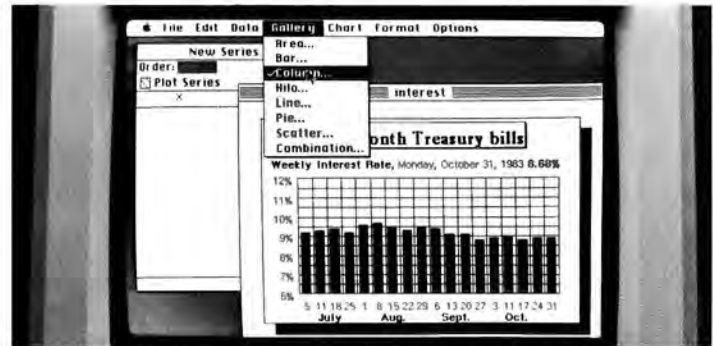 File Edit Data Gallery Chart Format Options
New Series
Order:
Plot Series
×
Area...
Bar...
✓Column...
Hilo...
Line...
Pie...
Scatter...
Combination...
interest
onth Treasury bills
Weekly Interest Rate, Monday, October 31, 1983 8.68%
12%
11%
10%
9%
8%
7%
6%
5 11 18 25 1 8 15 22 29 6 13 20 27 3 11 17 24 31
July Aug. Sept. Oct.